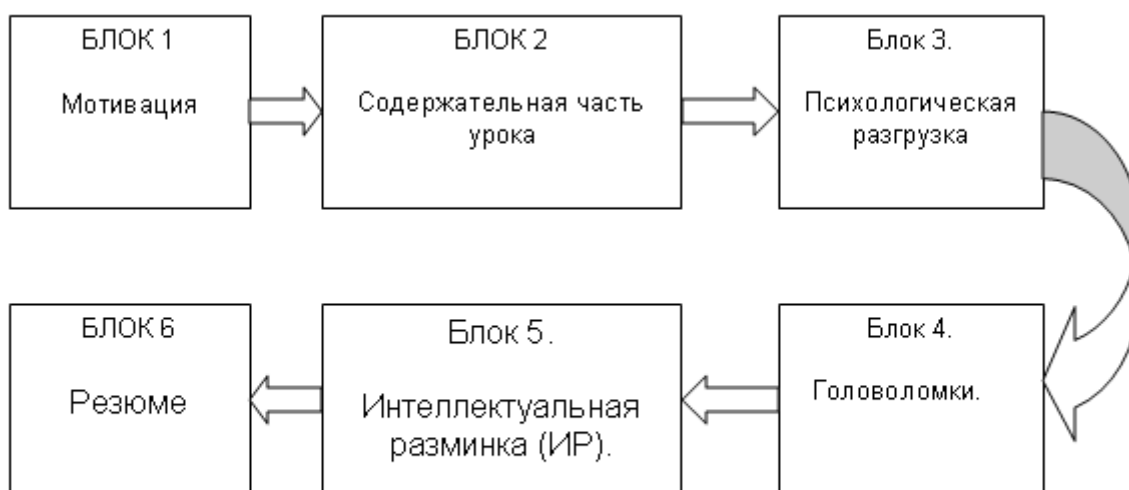 БЛОК 1
Мотивация
БЛОК 2
Содержательная часть
урока
Блок 3.
Психологическая
разгрузка
Блок 4.
Головоломки.
Блок 5.
Интеллектуальная
разминка (ИР).
БЛОК 6
Резюме